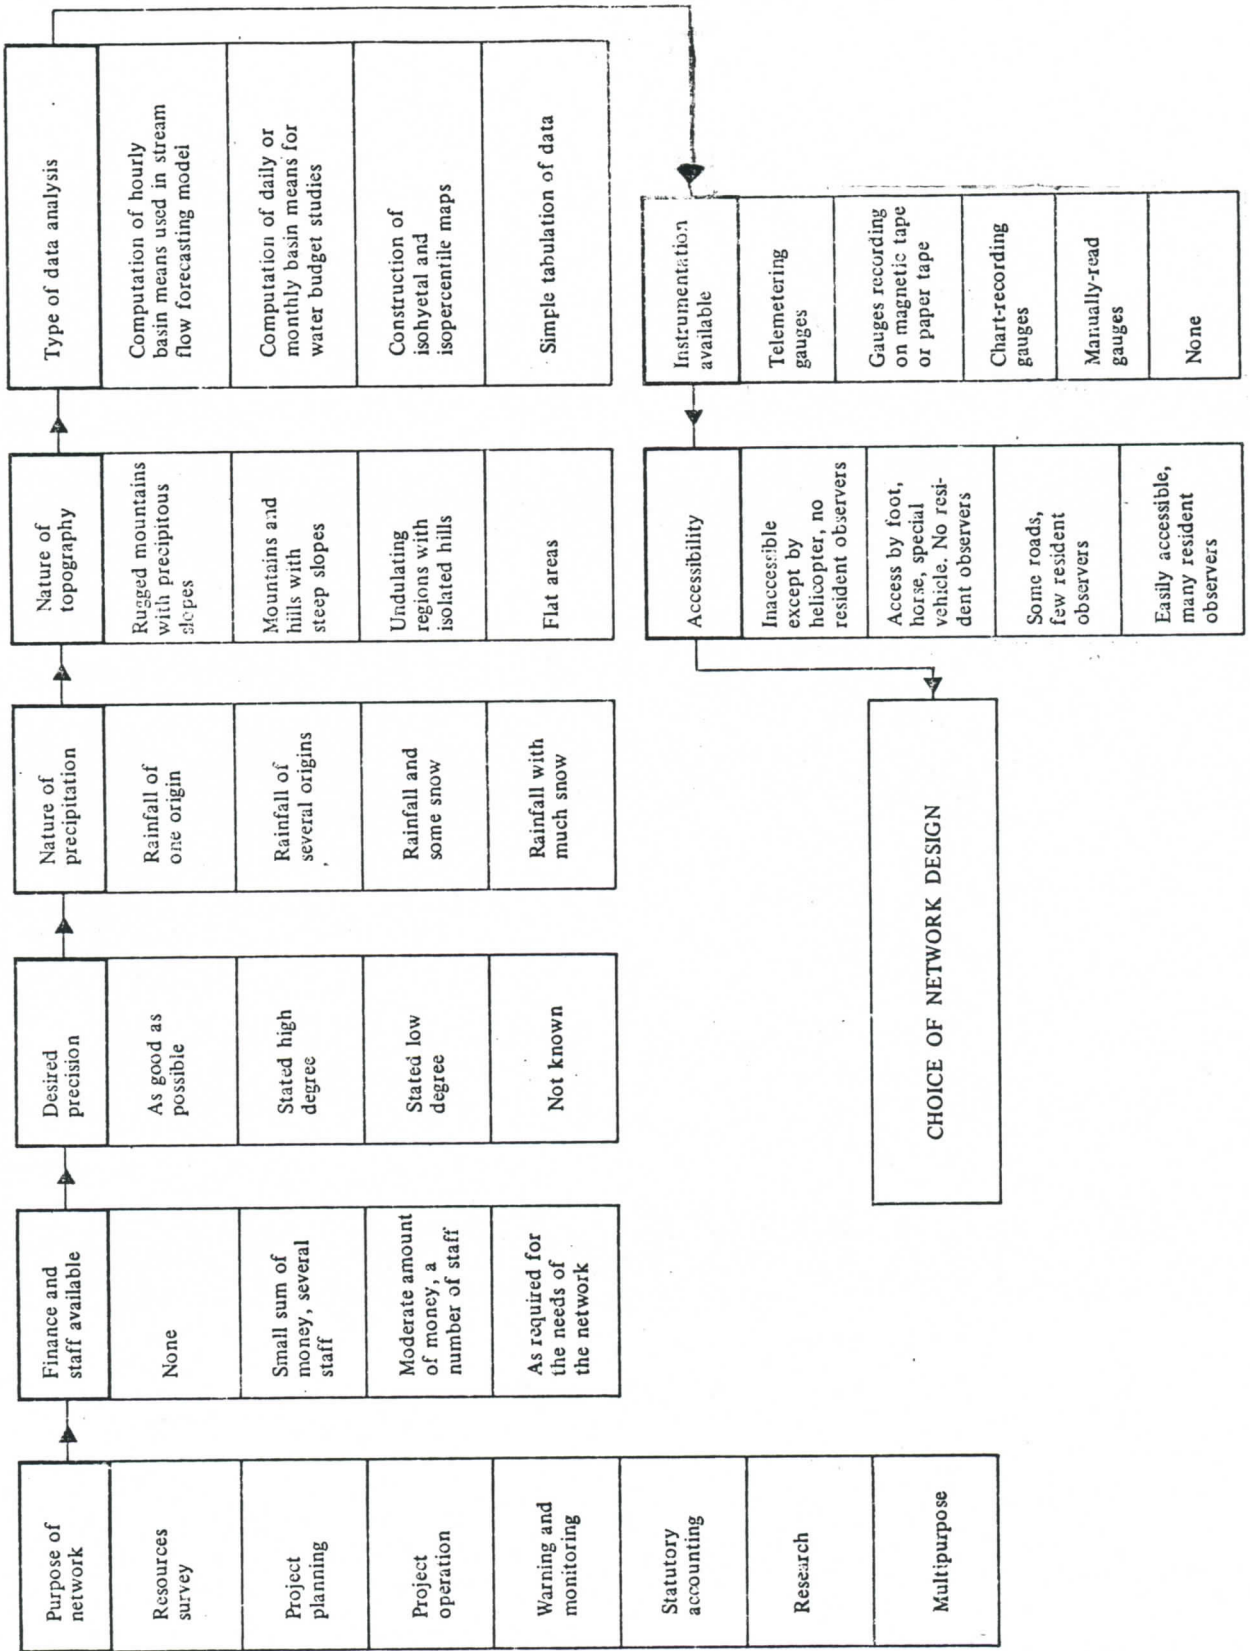 Purpose of
network
Resources
survey
Project
planning
Project
operation
Warning and
monitoring
Statutory
accounting
Research
Multipurpose
Finance and
staff available
None
Small sum of
money, several
staff
Moderate amount
of money, a
number of staff
As required for
the needs of
the network
Desired
precision
As good as
possible
Stated high
degree
Stated low
degree
Not known
Nature of
precipitation
Rainfall of
one origin
Rainfall of
several origins
Rainfall and
some snow
Rainfall with
much snow
Nature of
topography
Rugged mountains
with precipitous
slopes
Mountains and
hills with
steep slopes
Undulating
regions with
isolated hills
Flat areas
Type of data analysis
Computation of hourly
basin means used in stream
flow forecasting model
Computation of daily or
monthly basin means for
water budget studies
Construction of
isohyetal and
isopercentile maps
Simple tabulation of data
Instrumentation
available
Telemetering
gauges
Gauges recording
on magnetic tape
or paper tape
Chart-recording
gauges
Manually-read
gauges
None
Accessibility
Inaccessible
except by
helicopter, no
resident observers
Access by foot,
horse, special
vehicle. No resi-
dent observers
Some roads,
few resident
observers
Easily accessible,
many resident
observers
CHOICE OF NETWORK DESIGN